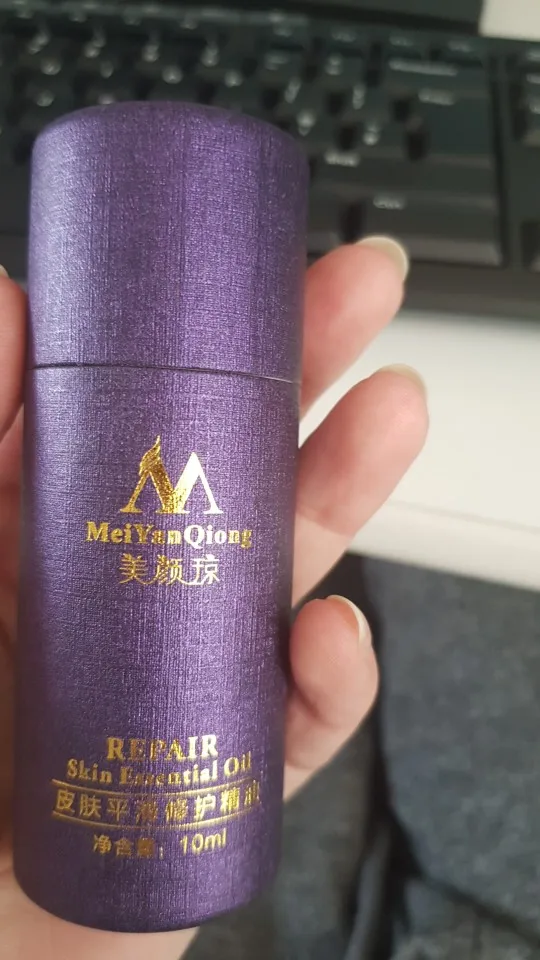 MeiYanQiong
美颜琼
REPAIR
Skin Essential Oil
皮肤平滑修护精油
净含量：10ml